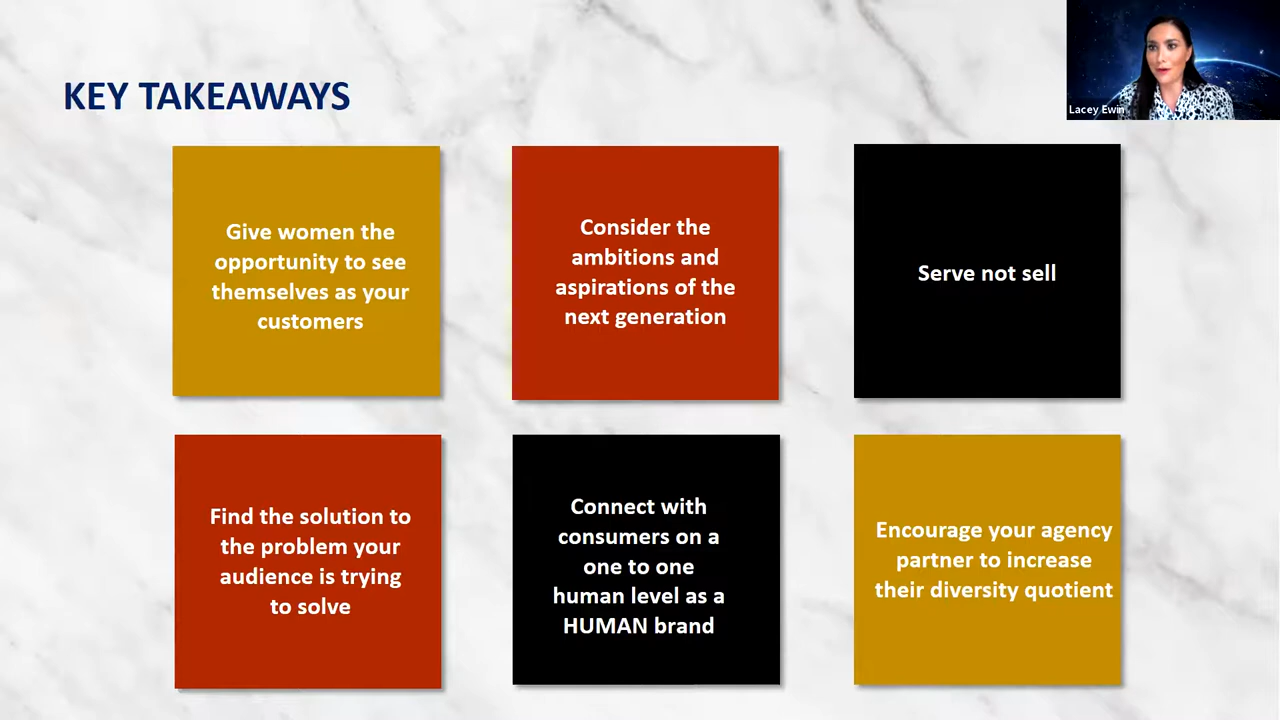 KEY TAKEAWAYS
Lacey Ewin
Give women the
opportunity to see
themselves as your
customers
Consider the
ambitions and
aspirations of the
next generation
Serve not sell
Find the solution to
the problem your
audience is trying
to solve
Connect with
consumers on a
one to one
human level as a
HUMAN brand
Encourage your agency
partner to increase
their diversity quotient